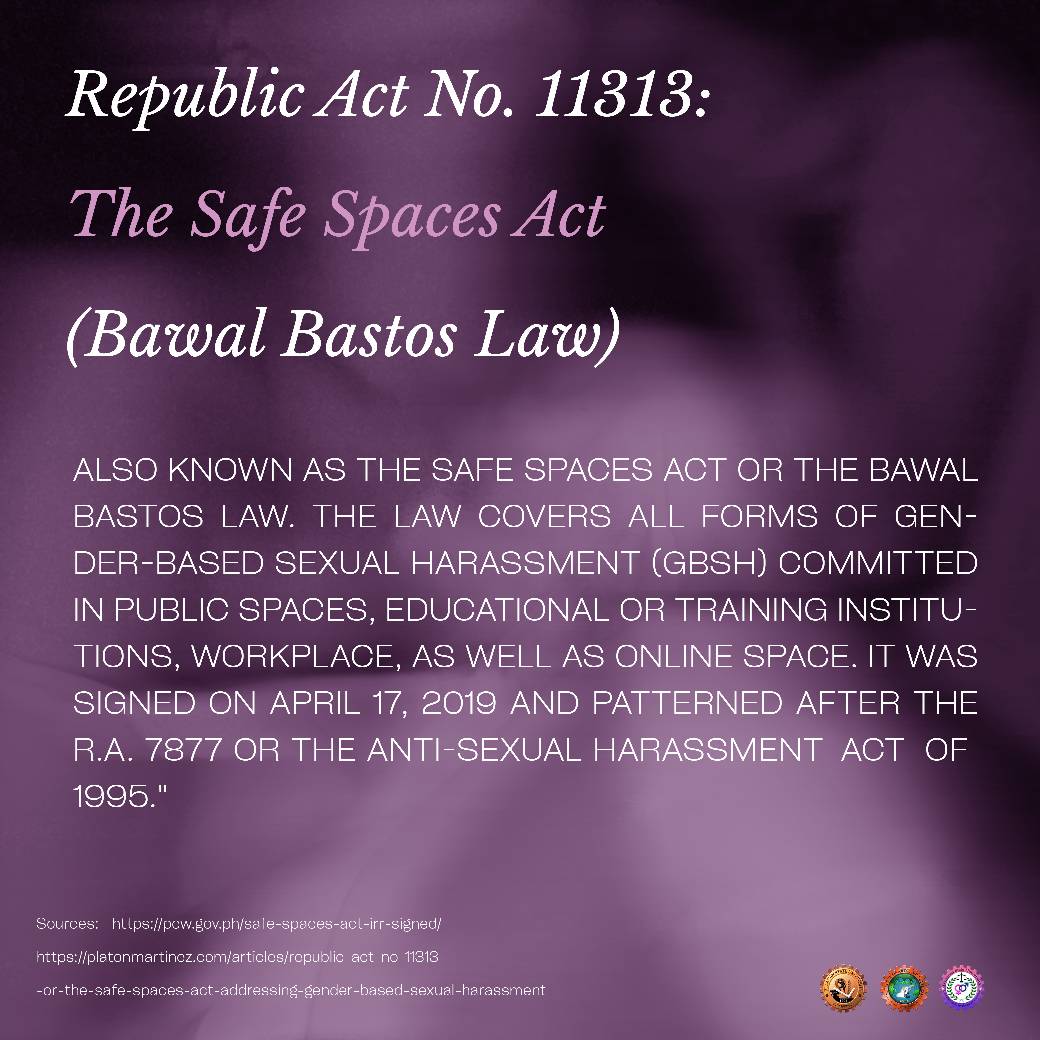 Republic Act No. 11313:
The Safe Spaces Act
(Bawal Bastos Law)
ALSO KNOWN AS THE SAFE SPACES ACT OR THE BAWAL
BASTOS LAW. THE LAW COVERS ALL FORMS OF GEN-
DER-BASED SEXUAL HARASSMENT (GBSH) COMMITTED
IN PUBLIC SPACES, EDUCATIONAL OR TRAINING INSTITU-
TIONS, WORKPLACE, AS WELL AS ONLINE SPACE. IT WAS
SIGNED ON APRIL 17, 2019 AND PATTERNED AFTER THE
R.A. 7877 OR THE ANTI-SEXUAL HARASSMENT ACT OF
1995."
Sources: https://pcw.gov.ph/safe-spaces-act-irr-signed/
https://platonmartinez.com/articles/republic act no 11313
-or-the-safe-spaces-act-addressing-gender-based-sexual-harassment